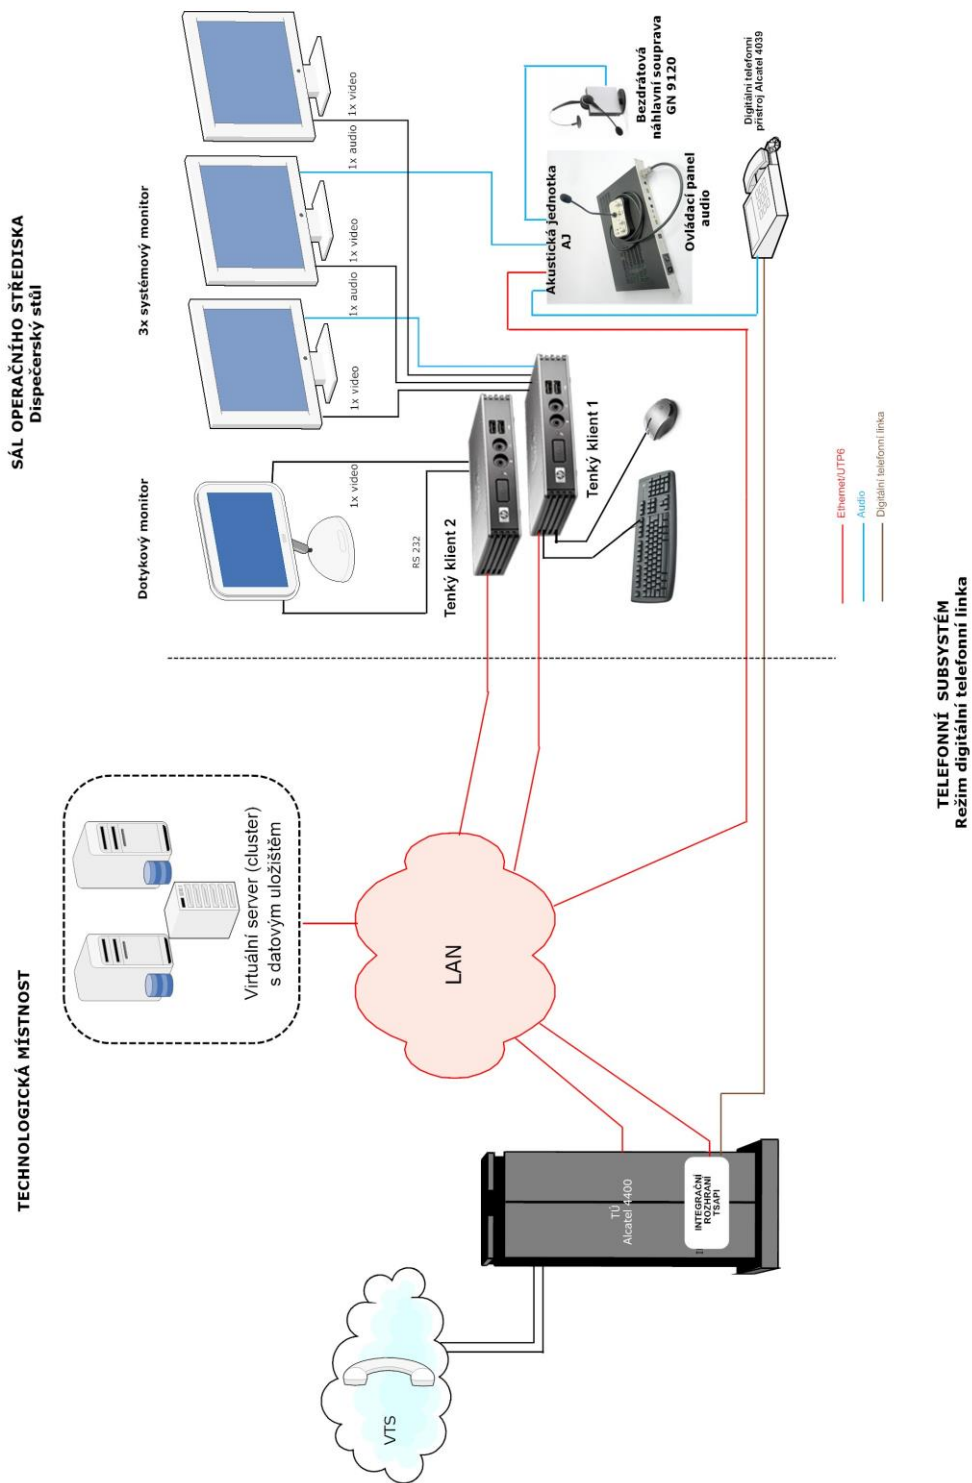 SÁL OPERAČNÍHO STŘEDISKA
Dispečerský stůl
TECHNOLOGICKÁ MÍSTNOST
Dotykový monitor
3x systémový monitor
1x video
RS 232
1x video
1x audio
1x video
1x audio
1x video
Tenký klient 2
Tenký klient 1
Akustická jednotka
AJ
Ovládací panel
audio
Bezdrátová
náhlavní souprava
GN 9120
Digitální telefonní
přístroj Alcatel 4039
Virtuální server (cluster)
s datovým uložištěm
LAN
VTS
TÚ
Alcatel 4400
INTEGRAČNÍ
ROZHRANÍ
TSAPI
Ethernet/UTP6
Audio
Digitální telefonní linka
TELEFONNÍ SUBSYSTÉM
Režim digitální telefonní linka